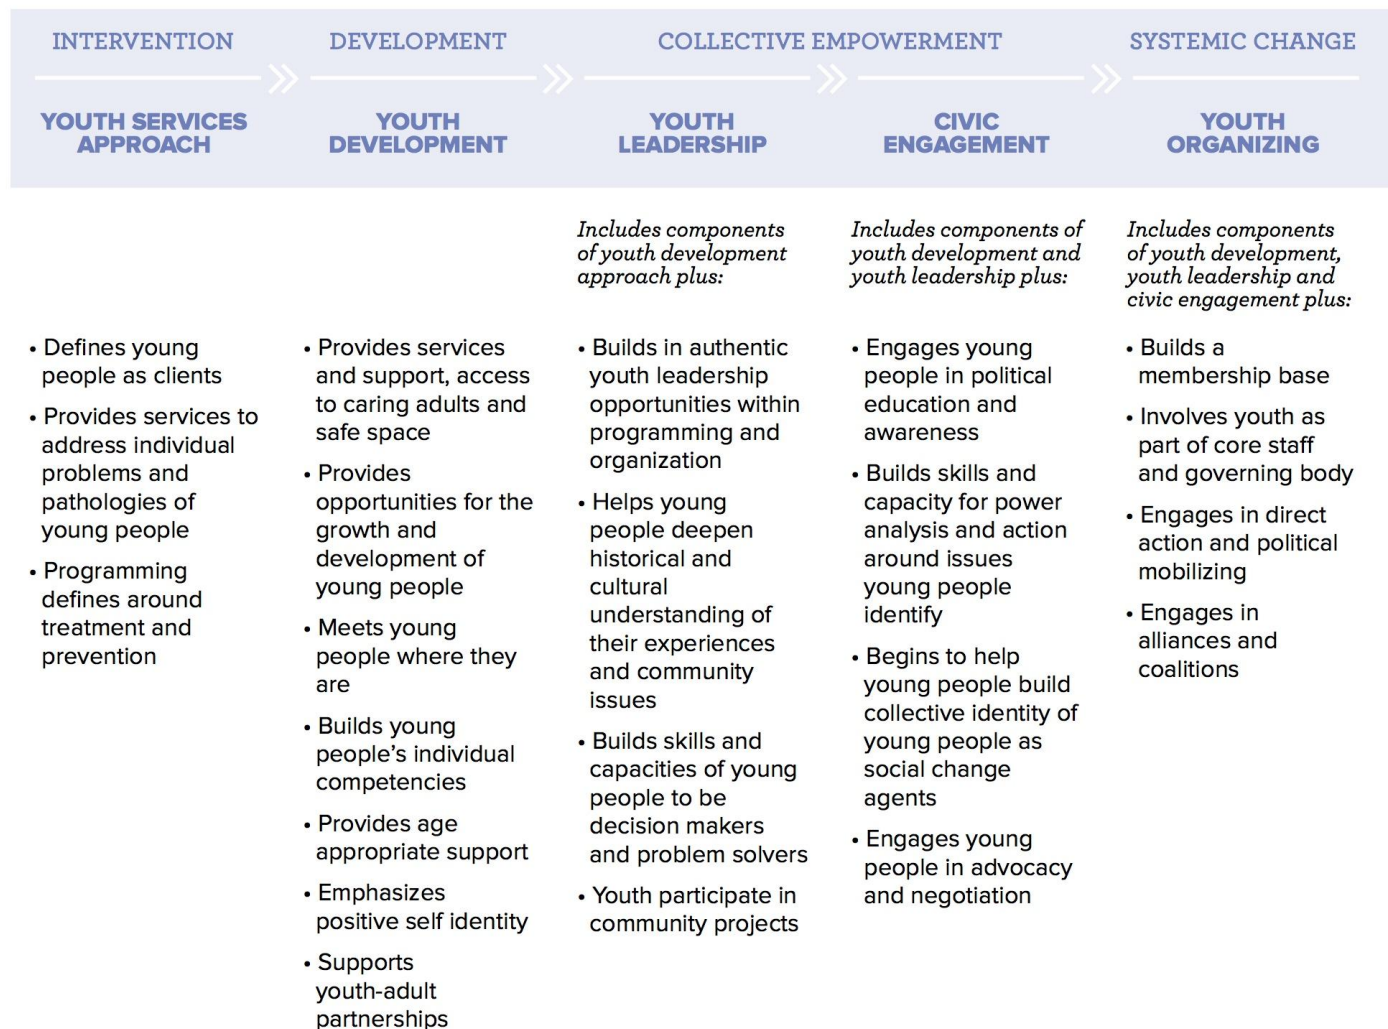 INTERVENTION
DEVELOPMENT
COLLECTIVE EMPOWERMENT
SYSTEMIC CHANGE
YOUTH SERVICES
APPROACH
YOUTH
DEVELOPMENT
YOUTH
LEADERSHIP
CIVIC
ENGAGEMENT
YOUTH
ORGANIZING
• Defines young
people as clients
• Provides services to
address individual
problems and
pathologies of
young people
• Programming
defines around
treatment and
prevention
• Provides services
and support, access
to caring adults and
safe space
• Provides
opportunities for the
growth and
development of
young people
• Meets young
people where they
are
• Builds young
people’s individual
competencies
• Provides age
appropriate support
• Emphasizes
positive self identity
• Supports
youth-adult
partnerships
Includes components
of youth development
approach plus:
• Builds in authentic
youth leadership
opportunities within
programming and
organization
• Helps young
people deepen
historical and
cultural
understanding of
their experiences
and community
issues
• Builds skills and
capacities of young
people to be
decision makers
and problem solvers
• Youth participate in
community projects
Includes components of
youth development and
youth leadership plus:
• Engages young
people in political
education and
awareness
• Builds skills and
capacity for power
analysis and action
around issues
young people
identify
• Begins to help
young people build
collective identity of
young people as
social change
agents
• Engages young
people in advocacy
and negotiation
Includes components
of youth development,
youth leadership and
civic engagement plus:
• Builds a
membership base
• Involves youth as
part of core staff
and governing body
• Engages in direct
action and political
mobilizing
• Engages in
alliances and
coalitions